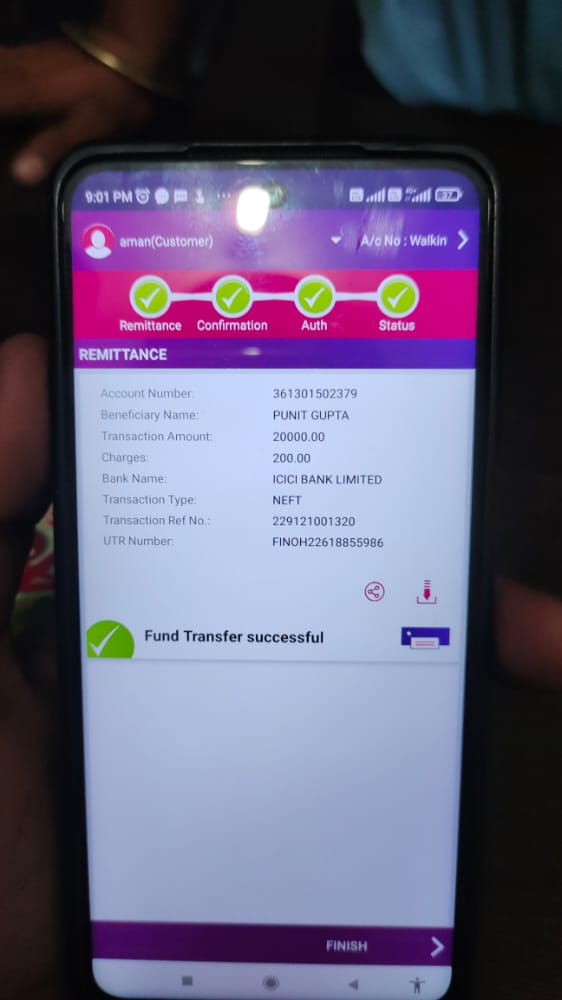 9:01 PM
57
aman(Customer) A/c No : Walkin
Remittance Confirmation Auth Status
REMITTANCE
Account Number: 361301502379
Beneficiary Name: PUNIT GUPTA
Transaction Amount: 20000.00
Charges: 200.00
Bank Name: ICICI BANK LIMITED
Transaction Type: NEFT
Transaction Ref No.: 229121001320
UTR Number: FINOH22618855986
Fund Transfer successful
FINISH